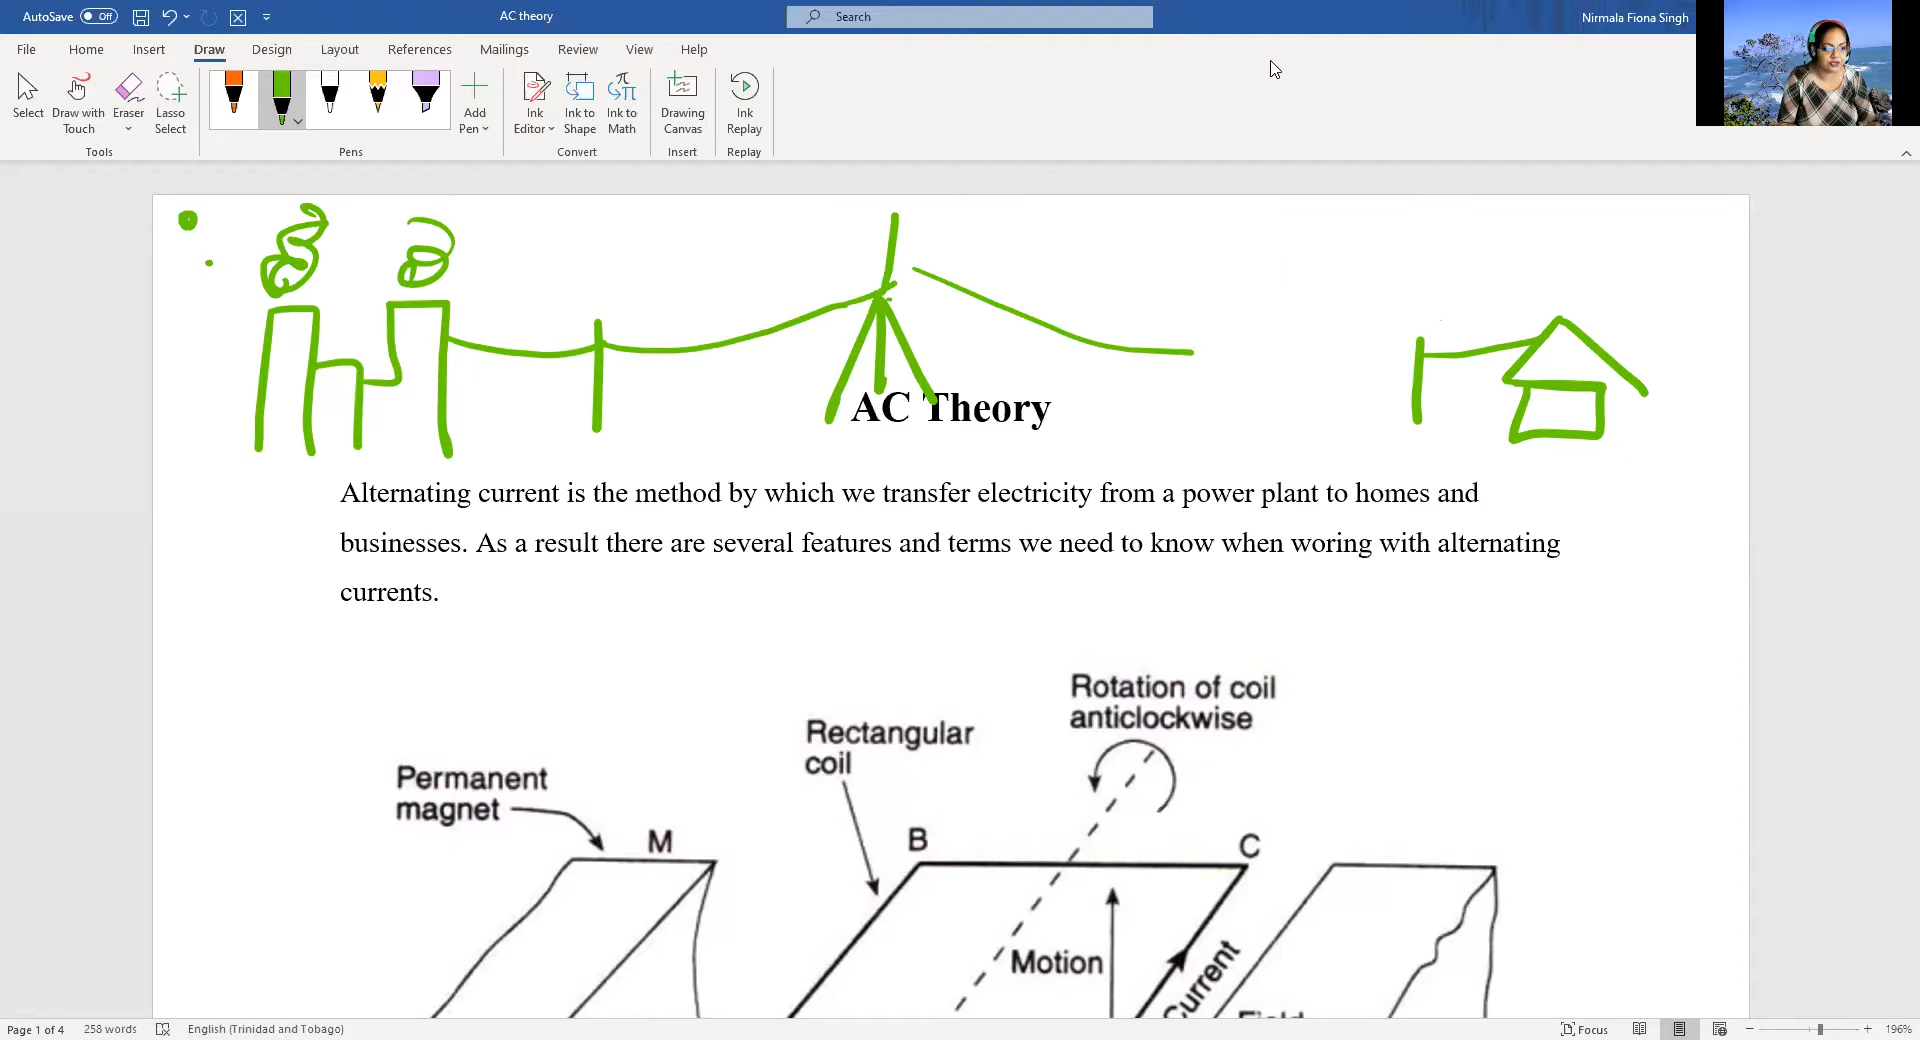 AutoSave Off
AC theory
Search
Nirmala Fiona Singh
File Home Insert Draw Design Layout References Mailings Review View Help
Select
Draw with Touch
Eraser
Lasso Select
Add Pen
Ink Editor
Ink to Shape
Ink to Math
Drawing Canvas
Ink Replay
Tools Pens Convert Insert Replay
AC Theory
Alternating current is the method by which we transfer electricity from a power plant to homes and
businesses. As a result there are several features and terms we need to know when woring with alternating
currents.
Rotation of coil
anticlockwise
Rectangular
coil
Permanent
magnet
M
B
C
Motion
Current
Page 1 of 4 258 words English (Trinidad and Tobago) Focus 196%